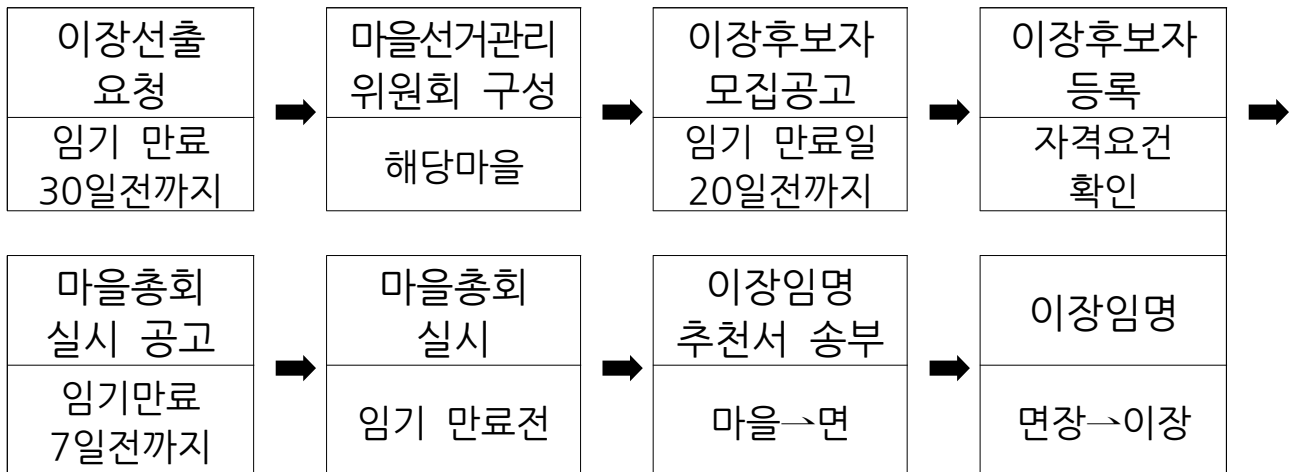 이장선출
요청
임기 만료
30일전까지
마을선거관리
위원회 구성
해당마을
이장후보자
모집공고
임기 만료일
20일전까지
이장후보자
등록
자격요건
확인
마을총회
실시 공고
임기만료
7일전까지
마을총회
실시
임기 만료전
이장임명
추천서 송부
마을→면
이장임명
면장→이장